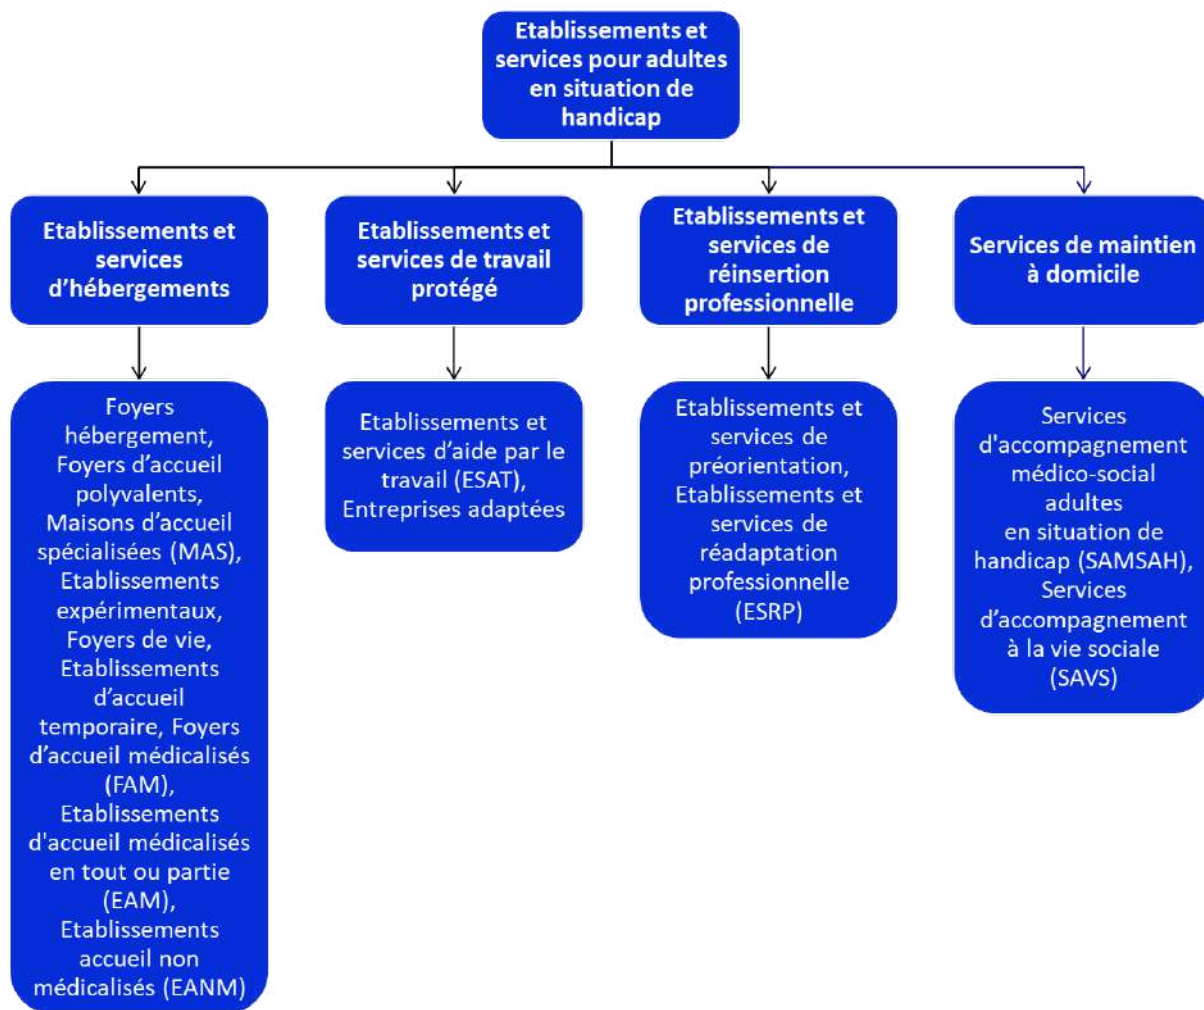 Etablissements et
services pour adultes
en situation de
handicap
Etablissements et
services
d’hébergements
Etablissements et
services de travail
protégé
Etablissements et
services de
réinsertion
professionnelle
Services de maintien
à domicile
Foyers
hébergement,
Foyers d’accueil
polyvalents,
Maisons d’accueil
spécialisées (MAS),
Etablissements
expérimentaux,
Foyers de vie,
Etablissements
d’accueil
temporaire, Foyers
d’accueil médicalisés
(FAM),
Etablissements
d'accueil médicalisés
en tout ou partie
(EAM),
Etablissements
accueil non
médicalisés (EANM)
Etablissements et
services d’aide par le
travail (ESAT),
Entreprises adaptées
Etablissements et
services de
préorientation,
Etablissements et
services de
réadaptation
professionnelle
(ESRP)
Services
d'accompagnement
médico-social
adultes
en situation de
handicap (SAMSAH),
Services
d’accompagnement
à la vie sociale
(SAVS)